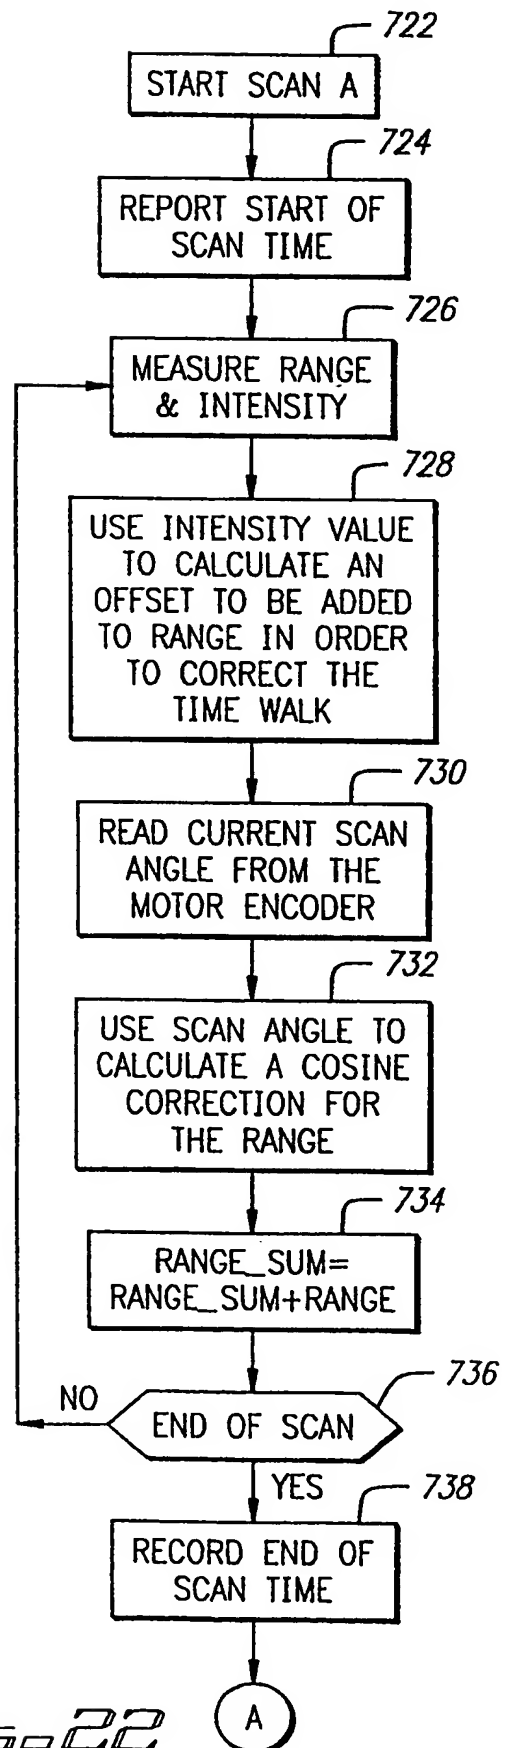 722
START SCAN A
724
REPORT START OF
SCAN TIME
726
MEASURE RANGE
& INTENSITY
728
USE INTENSITY VALUE
TO CALCULATE AN
OFFSET TO BE ADDED
TO RANGE IN ORDER
TO CORRECT THE
TIME WALK
730
READ CURRENT SCAN
ANGLE FROM THE
MOTOR ENCODER
732
USE SCAN ANGLE TO
CALCULATE A COSINE
CORRECTION FOR
THE RANGE
734
RANGE_SUM=
RANGE_SUM+RANGE
736
NO
END OF SCAN
YES
738
RECORD END OF
SCAN TIME
A
22